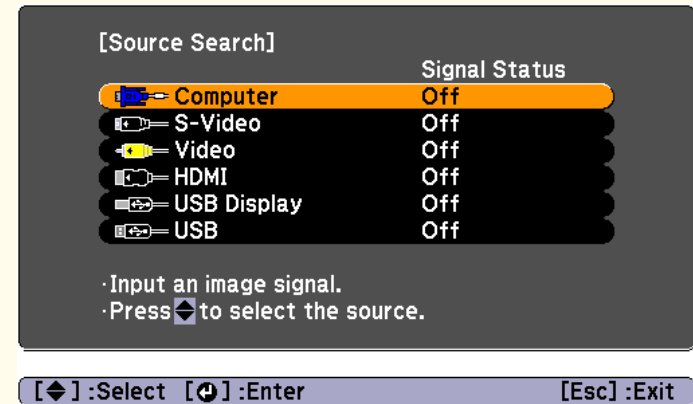 [Source Search]
Signal Status
Computer Off
S-Video Off
Video Off
HDMI Off
USB Display Off
USB Off
·Input an image signal.
·Press to select the source.
[ ] :Select [ ] :Enter [Esc] :Exit